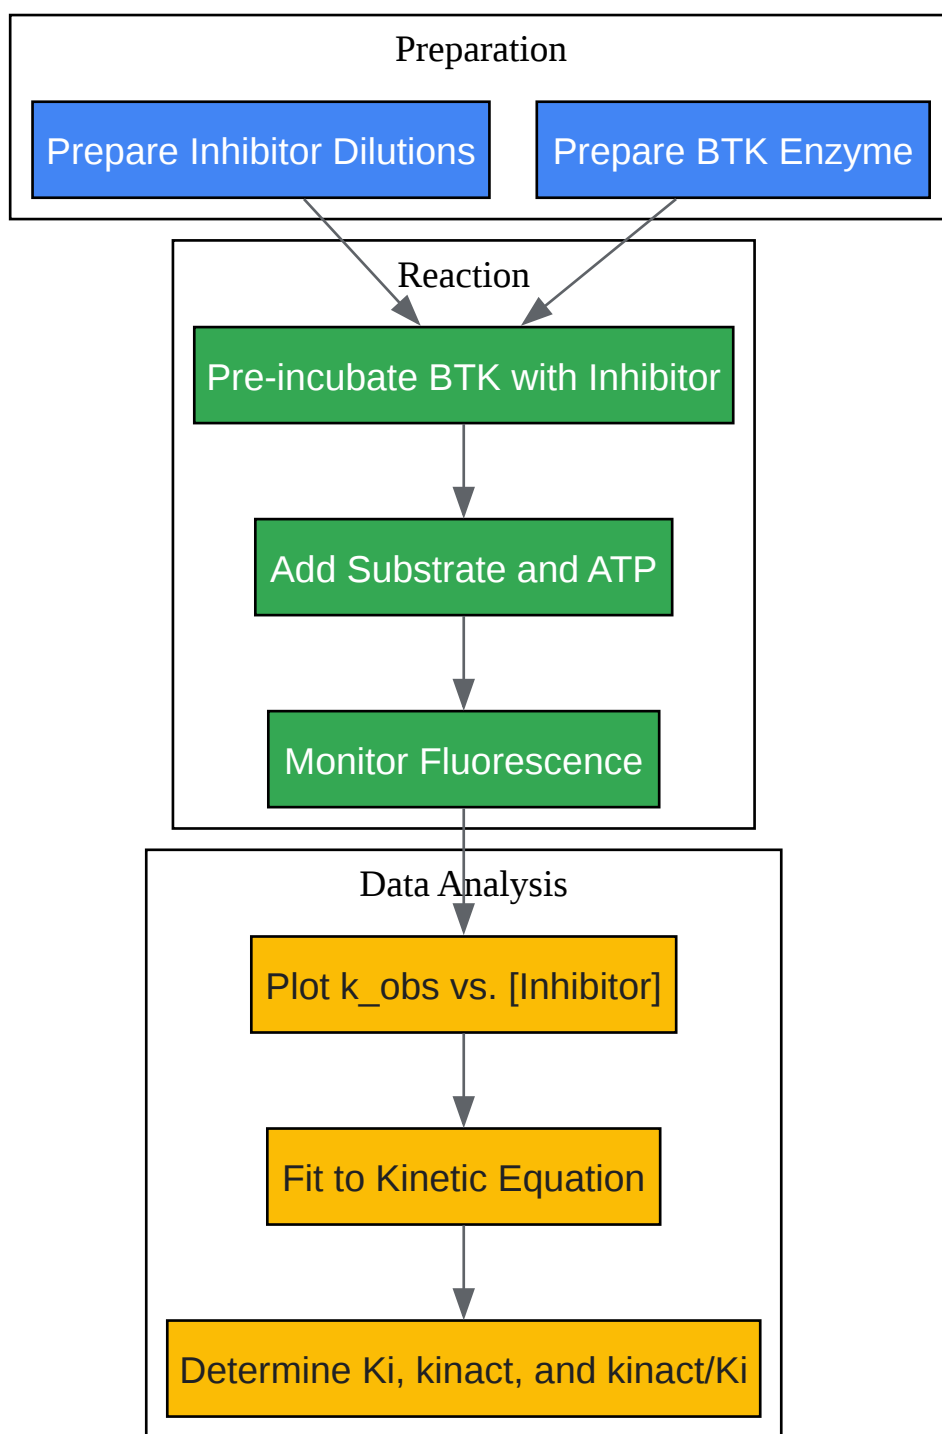 Preparation
Prepare Inhibitor Dilutions
Prepare BTK Enzyme
Reaction
Pre-incubate BTK with Inhibitor
Add Substrate and ATP
Monitor Fluorescence
Data Analysis
Plot k_obs vs. [Inhibitor]
Fit to Kinetic Equation
Determine Ki, kinact, and kinact/Ki